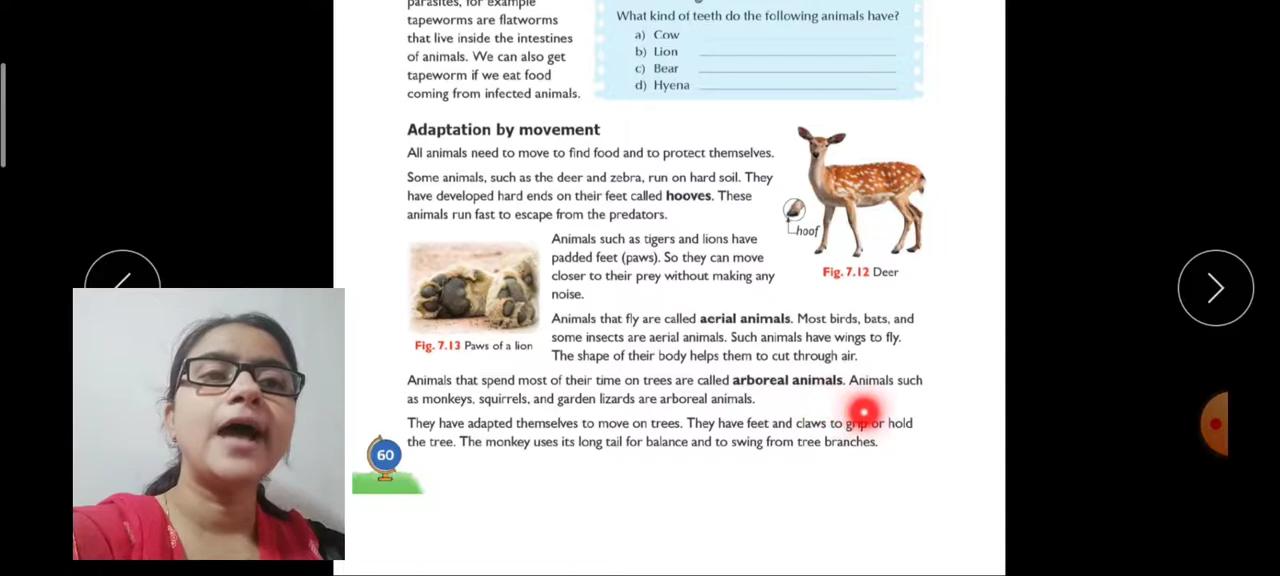 parasites, for example
tapeworms are flatworms
that live inside the intestines
of animals. We can also get
tapeworm if we eat food
coming from infected animals.
What kind of teeth do the following animals have?
a) Cow
b) Lion
c) Bear
d) Hyena
Adaptation by movement
All animals need to move to find food and to protect themselves.
Some animals, such as the deer and zebra, run on hard soil. They
have developed hard ends on their feet called hooves. These
animals run fast to escape from the predators.
hoof
Fig. 7.12 Deer
Animals such as tigers and lions have
padded feet (paws). So they can move
closer to their prey without making any
noise.
Fig. 7.13 Paws of a lion
Animals that fly are called aerial animals. Most birds, bats, and
some insects are aerial animals. Such animals have wings to fly.
The shape of their body helps them to cut through air.
Animals that spend most of their time on trees are called arboreal animals. Animals such
as monkeys, squirrels, and garden lizards are arboreal animals.
They have adapted themselves to move on trees. They have feet and claws to grip or hold
the tree. The monkey uses its long tail for balance and to swing from tree branches.
60